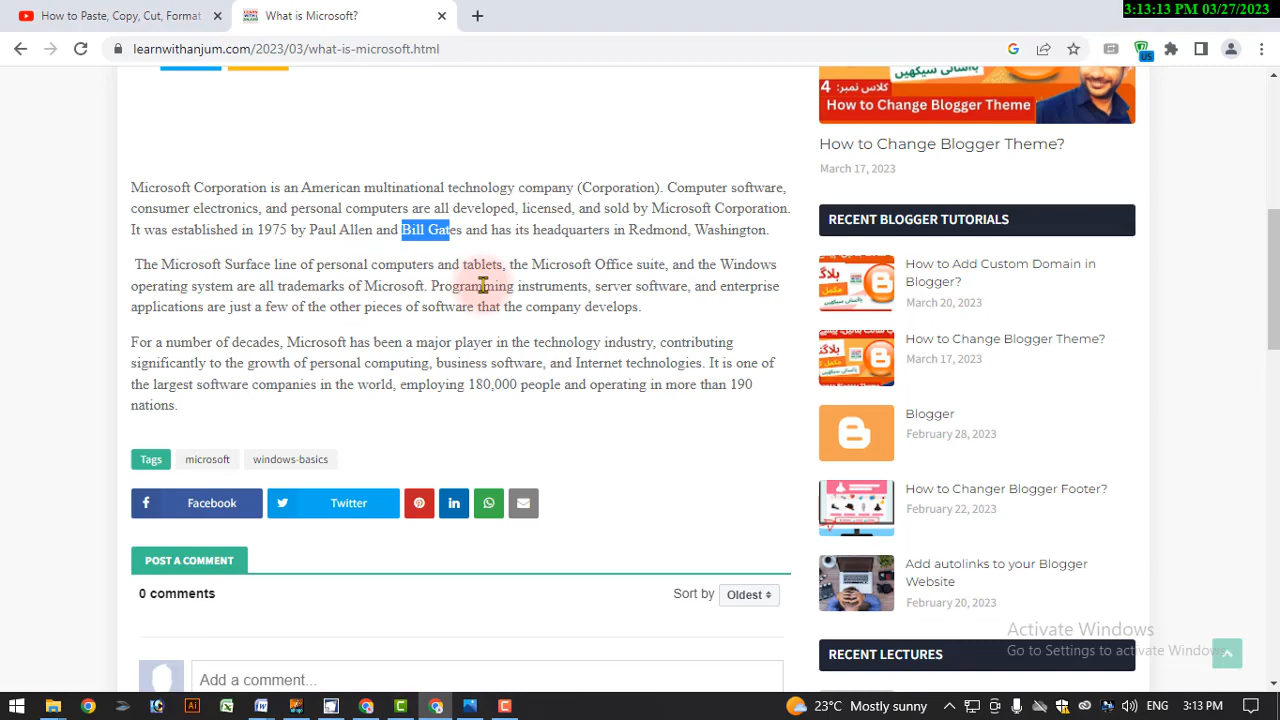 How to Paste, Copy, Cut, Format
What is Microsoft?
3:13:13 PM 03/27/2023
learnwithanjum.com/2023/03/what-is-microsoft.html
US
Microsoft Corporation is an American multinational technology company (Corporation). Computer software,
consumer electronics, and personal computers are all developed, licensed, and sold by Microsoft Corporation.
It was established in 1975 by Paul Allen and Bill Gates and has its headquarters in Redmond, Washington.
The Microsoft Surface line of personal computers and tablets, the Microsoft Office suite, and the Windows
operating system are all trademarks of Microsoft. Programming instruments, server software, and enterprise
applications are just a few of the other pieces of software that the company develops.
For a number of decades, Microsoft has been a major player in the technology industry, contributing
significantly to the growth of personal computing, business software, and Internet technologies. It is one of
the largest software companies in the world, employing 180,000 people and operating in more than 190
nations.
Tags
microsoft
windows-basics
Facebook
Twitter
POST A COMMENT
0 comments
Sort by
Oldest
Add a comment...
باآسانی سیکھیں
کلاس نمبر: 4
How to Change Blogger Theme
How to Change Blogger Theme?
March 17, 2023
RECENT BLOGGER TUTORIALS
How to Add Custom Domain in
Blogger?
March 20, 2023
How to Change Blogger Theme?
March 17, 2023
Blogger
February 28, 2023
How to Changer Blogger Footer?
February 22, 2023
Add autolinks to your Blogger
Website
February 20, 2023
Activate Windows
Go to Settings to activate Windows.
RECENT LECTURES
23°C Mostly sunny
ENG
3:13 PM